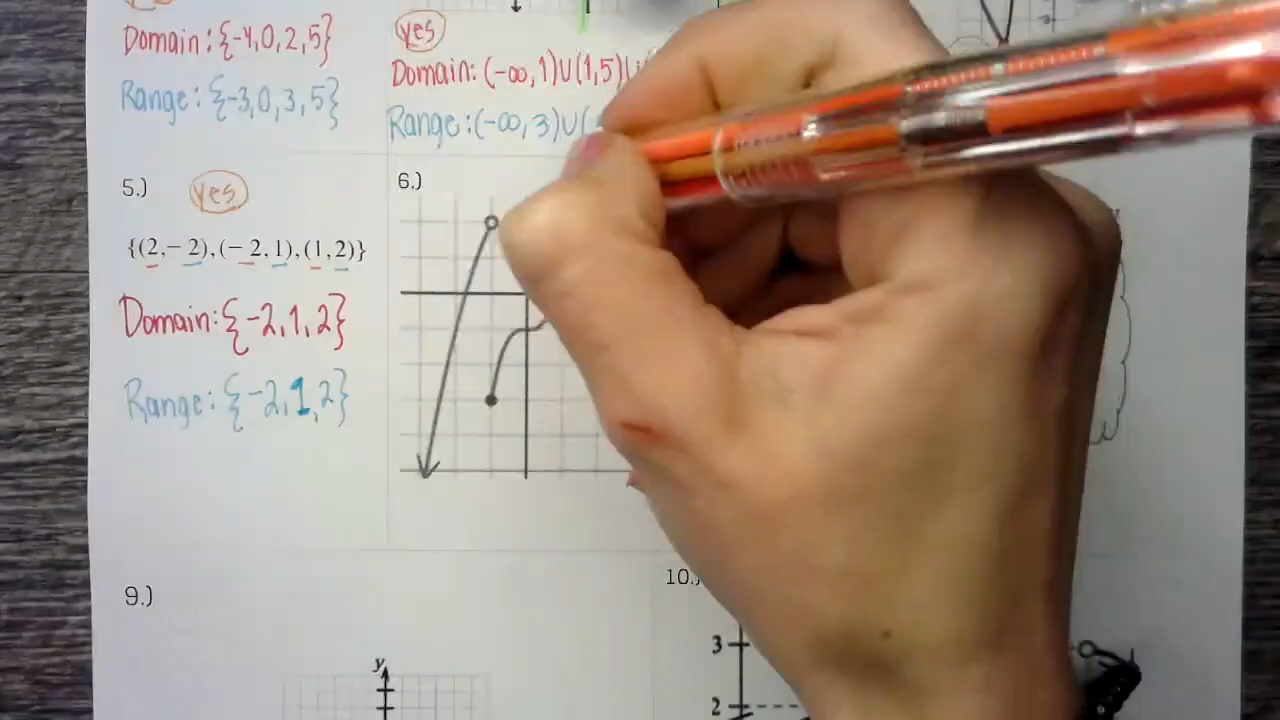 Domain: {-4,0,2,5}
Range: {-3,0,3,5}
yes
Domain: (-∞,1)∪(1,5)∪
Range: (-∞,3)∪(
5.) yes
{(2,−2),(−2,1),(1,2)}
Domain: {-2,1,2}
Range: {-2,1,2}
6.)
9.)
y
10.)
3
2